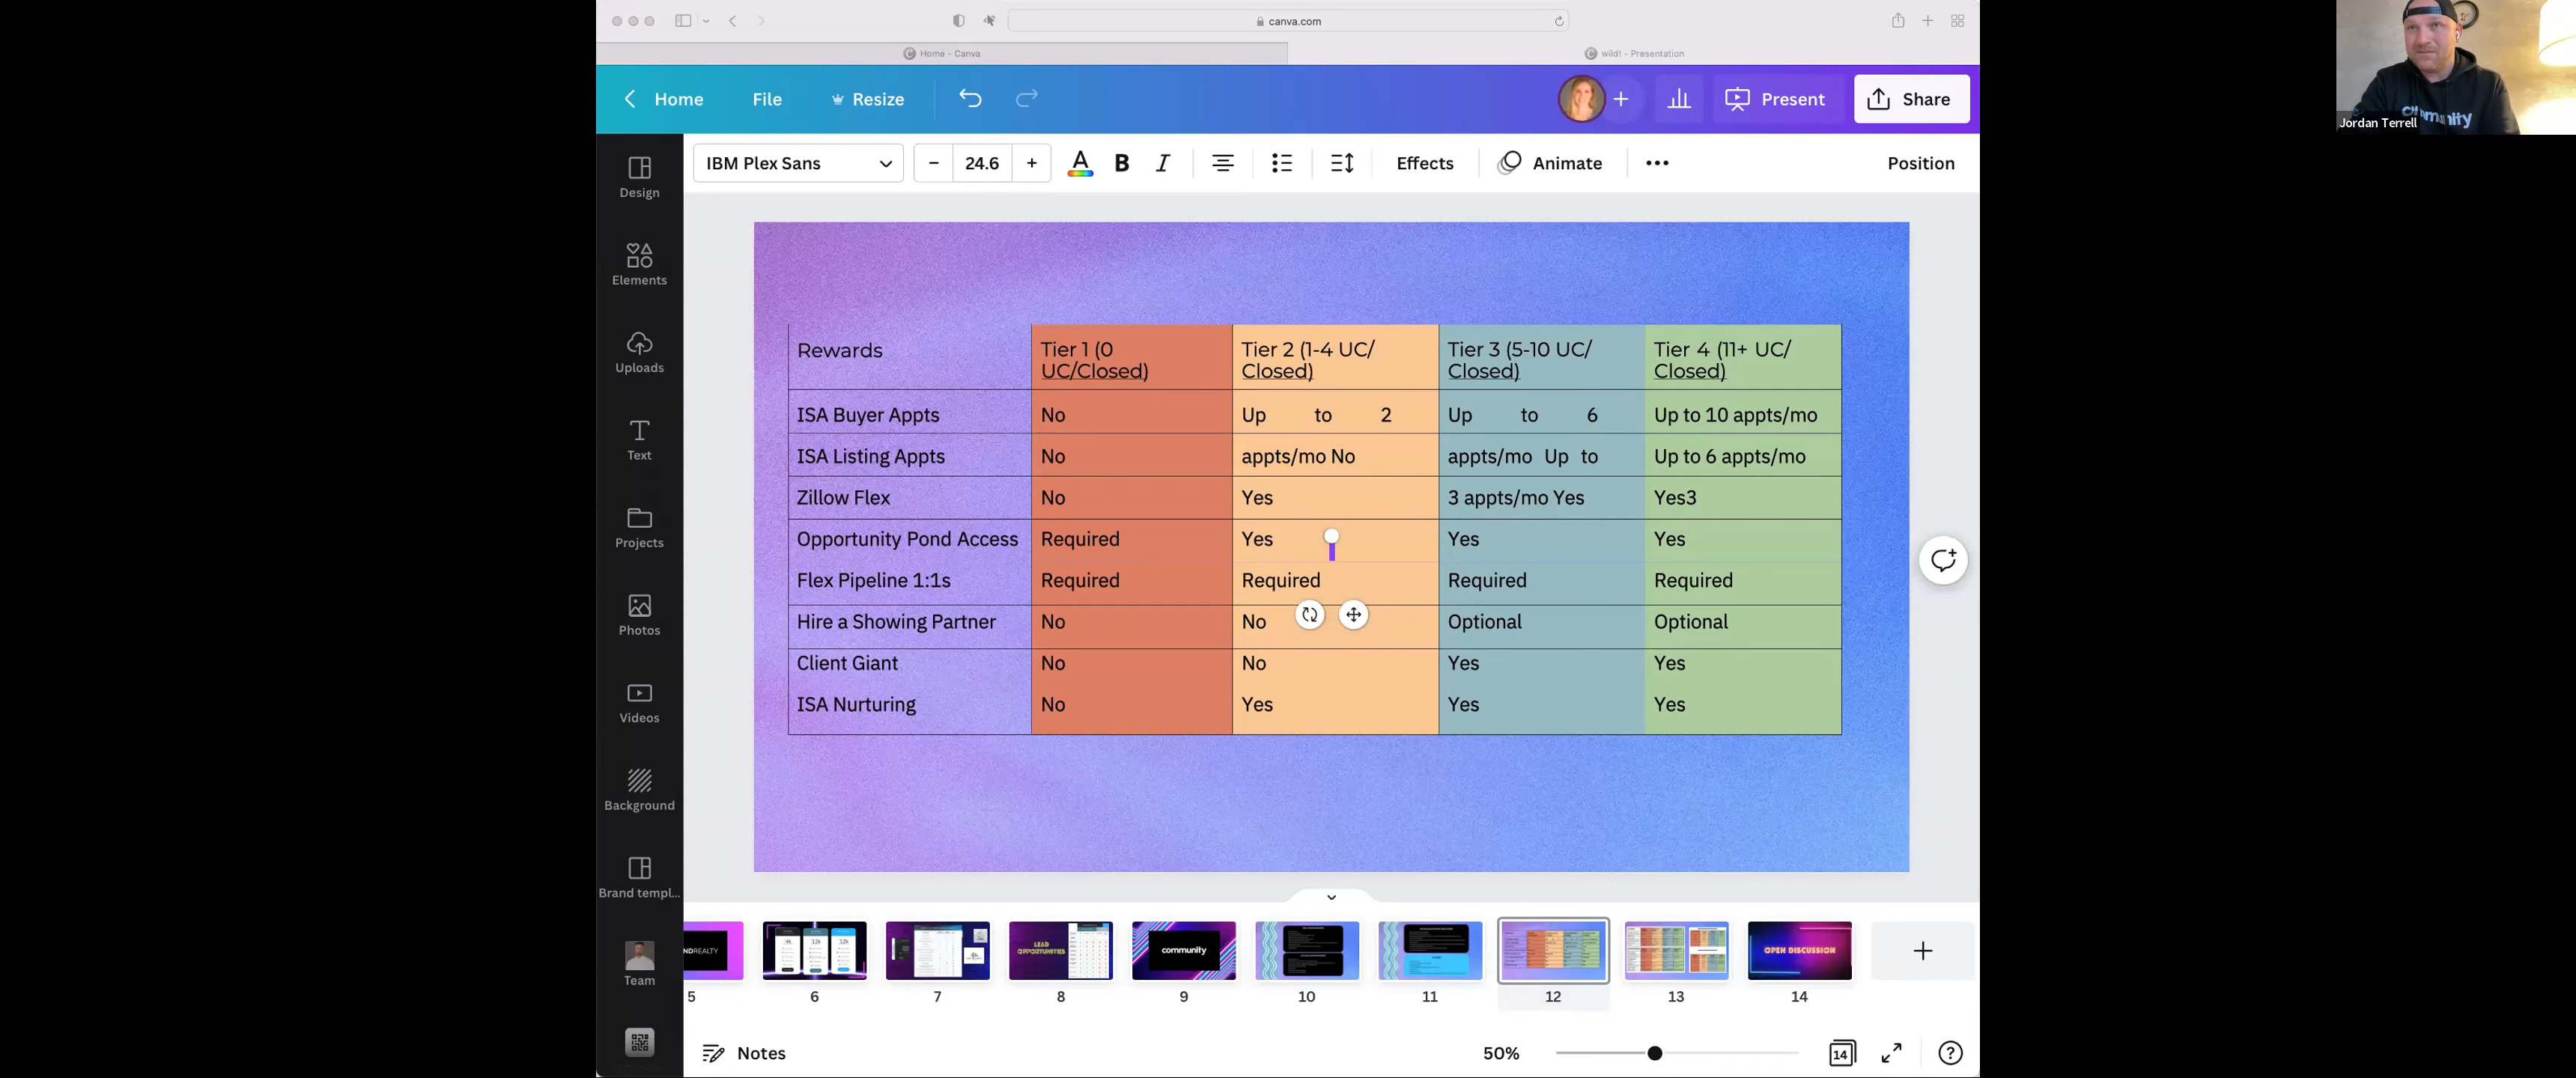 canva.com
Home - Canva
wild! - Presentation
Home File Resize Present Share
IBM Plex Sans 24.6 A B I Effects Animate Position
Design
Elements
Uploads
Text
Projects
Photos
Videos
Background
Brand templ...
Team
Rewards Tier 1 (0 UC/Closed) Tier 2 (1-4 UC/ Closed) Tier 3 (5-10 UC/ Closed) Tier 4 (11+ UC/ Closed)
ISA Buyer Appts No Up to 2 Up to 6 Up to 10 appts/mo
ISA Listing Appts No appts/mo No appts/mo Up to Up to 6 appts/mo
Zillow Flex No Yes 3 appts/mo Yes Yes3
Opportunity Pond Access Required Yes Yes Yes
Flex Pipeline 1:1s Required Required Required Required
Hire a Showing Partner No No Optional Optional
Client Giant No No Yes Yes
ISA Nurturing No Yes Yes Yes
NDREALTY
LEAD OPPORTUNITIES
community
OPEN DISCUSSION
5 6 7 8 9 10 11 12 13 14
Notes 50% 14
Jordan Terrell